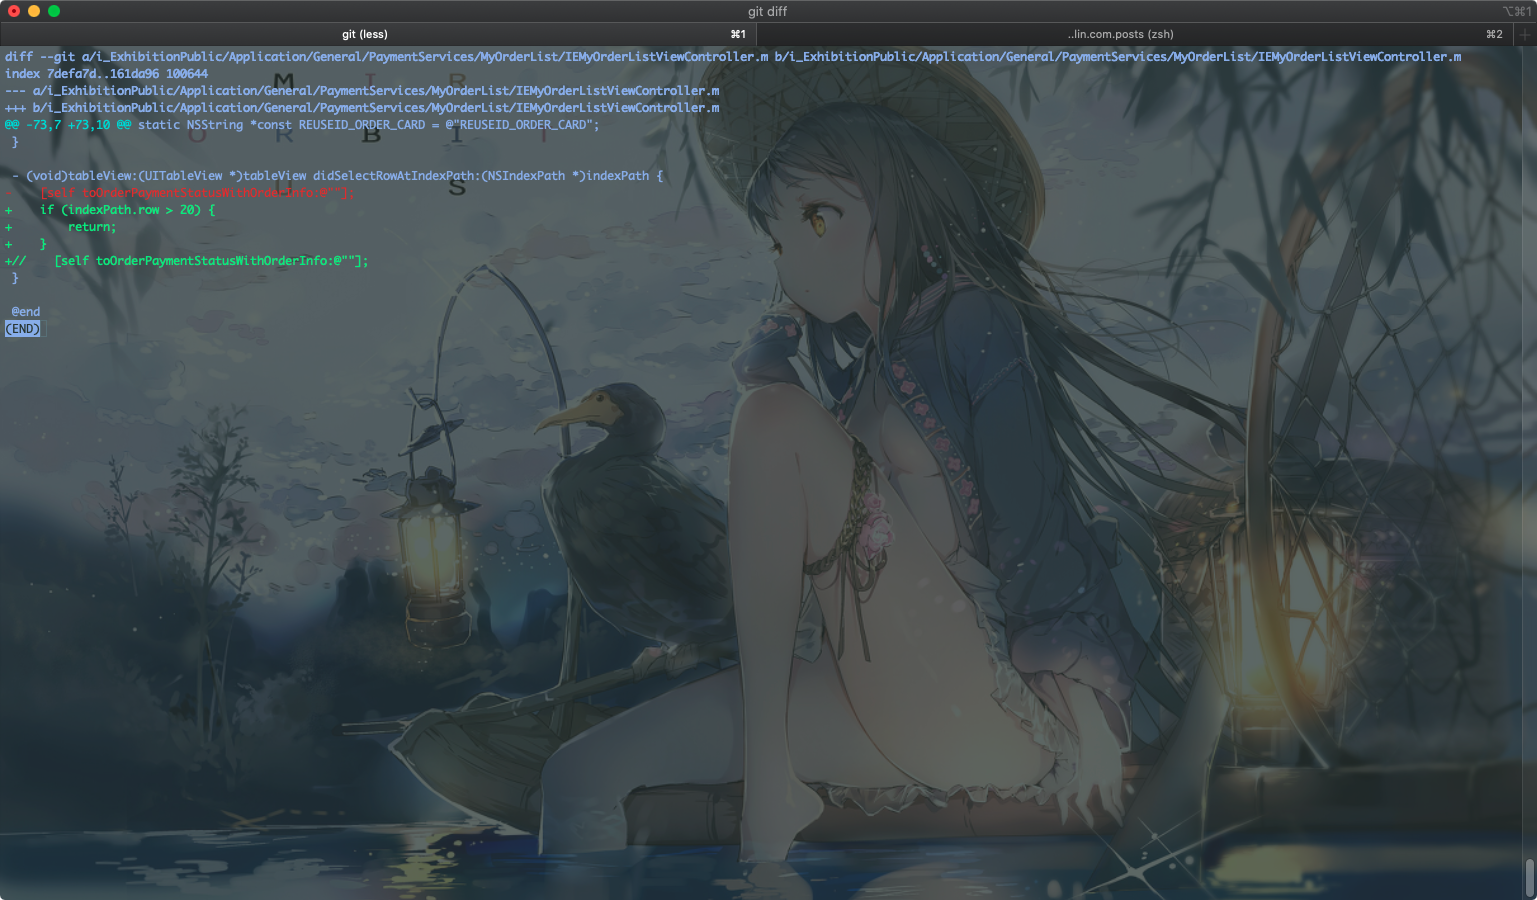 git diff
⌥⌘1
git (less)
⌘1
..lin.com.posts (zsh)
⌘2
diff --git a/i_ExhibitionPublic/Application/General/PaymentServices/MyOrderList/IEMyOrderListViewController.m b/i_ExhibitionPublic/Application/General/PaymentServices/MyOrderList/IEMyOrderListViewController.m
index 7defa7d..161da96 100644
--- a/i_ExhibitionPublic/Application/General/PaymentServices/MyOrderList/IEMyOrderListViewController.m
+++ b/i_ExhibitionPublic/Application/General/PaymentServices/MyOrderList/IEMyOrderListViewController.m
@@ -73,7 +73,10 @@ static NSString *const REUSEID_ORDER_CARD = @"REUSEID_ORDER_CARD";
 }
 - (void)tableView:(UITableView *)tableView didSelectRowAtIndexPath:(NSIndexPath *)indexPath {
-    [self toOrderPaymentStatusWithOrderInfo:@""];
+    if (indexPath.row > 20) {
+        return;
+    }
+//    [self toOrderPaymentStatusWithOrderInfo:@""];
 }
 @end
(END)
M I R
O R B I T
S